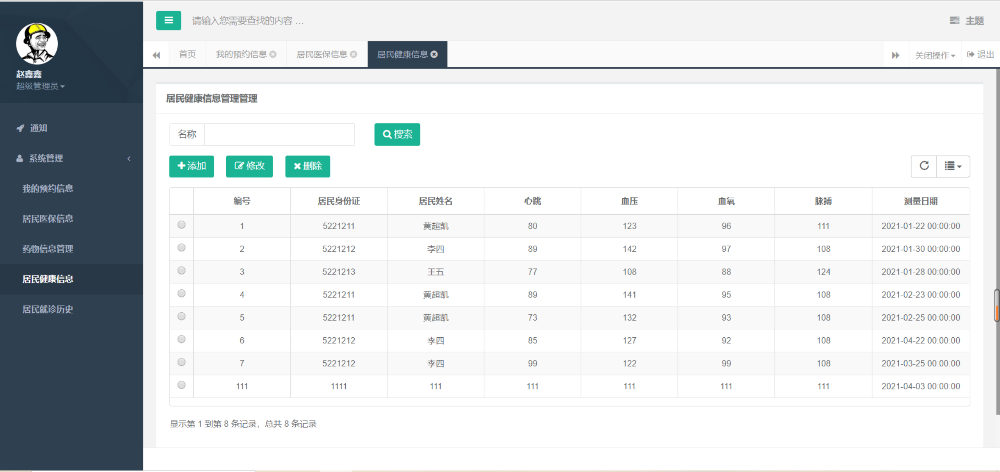 请输入您需要查找的内容 …
主题
赵鑫鑫
超级管理员
首页 我的预约信息 居民医保信息 居民健康信息 关闭操作 退出
通知
系统管理
我的预约信息
居民医保信息
药物信息管理
居民健康信息
居民就诊历史
居民健康信息管理管理
名称 搜索
添加 修改 删除
编号 居民身份证 居民姓名 心跳 血压 血氧 脉搏 测量日期
1 5221211 黄超凯 80 123 96 111 2021-01-22 00:00:00
2 5221212 李四 89 142 97 108 2021-01-30 00:00:00
3 5221213 王五 77 108 88 124 2021-01-28 00:00:00
4 5221211 黄超凯 89 141 95 108 2021-02-23 00:00:00
5 5221211 黄超凯 73 132 93 108 2021-02-25 00:00:00
6 5221212 李四 85 127 92 108 2021-04-22 00:00:00
7 5221212 李四 99 122 99 108 2021-03-25 00:00:00
111 1111 111 111 111 111 111 2021-04-03 00:00:00
显示第 1 到第 8 条记录，总共 8 条记录